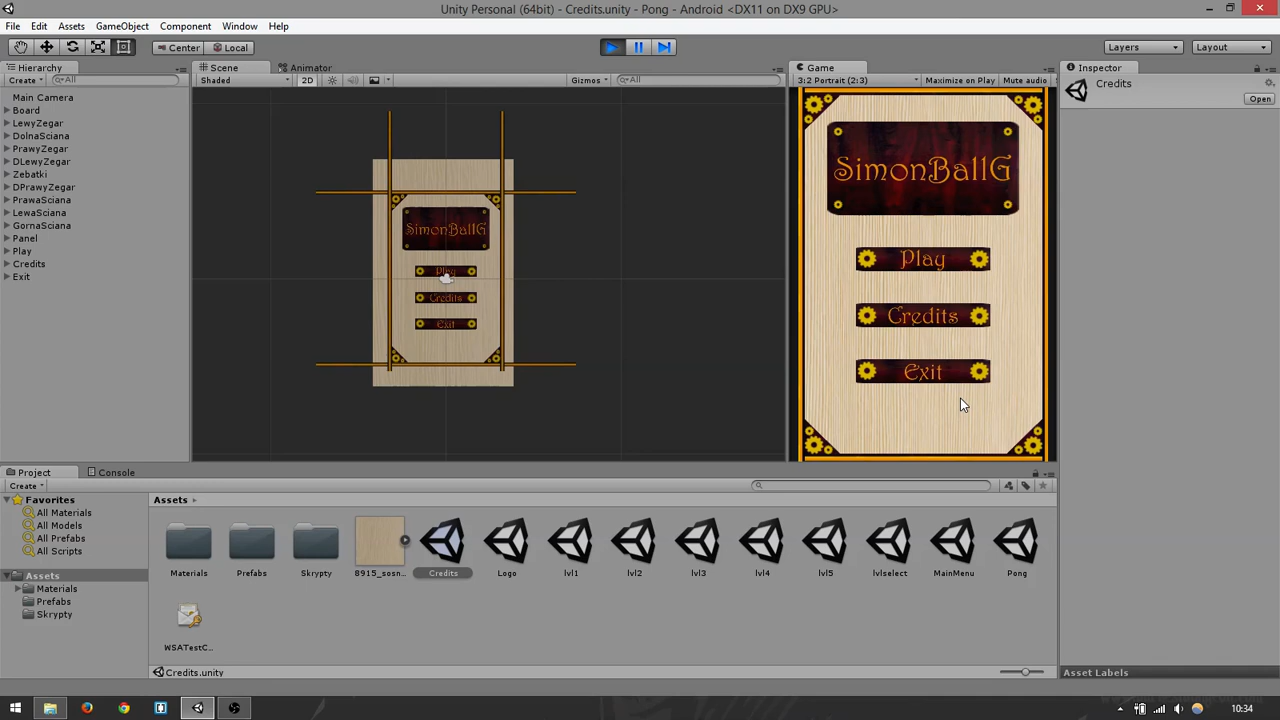 Unity Personal (64bit) - Credits.unity - Pong - Android <DX11 on DX9 GPU>
File Edit Assets GameObject Component Window Help
Center Local Layers Layout
Hierarchy Scene Animator Game Inspector
Create All Shaded 2D Gizmos All 3:2 Portrait (2:3) Maximize on Play Mute audio Credits
Open
Main Camera
Board
LewyZegar
DolnaSciana
PrawyZegar
DLewyZegar
Zebatki
DPrawyZegar
PrawaSciana
LewaSciana
GornaSciana
Panel
Play
Credits
Exit
SimonBallG
Play
Credits
Exit
SimonBallG
Play
Credits
Exit
Project Console
Create
Favorites
All Materials
All Models
All Prefabs
All Scripts
Assets
Materials
Prefabs
Skrypty
Assets
Materials Prefabs Skrypty 8915_sosn... Credits Logo lvl1 lvl2 lvl3 lvl4 lvl5 lvlselect MainMenu Pong
WSATestC...
Credits.unity
Asset Labels
10:34